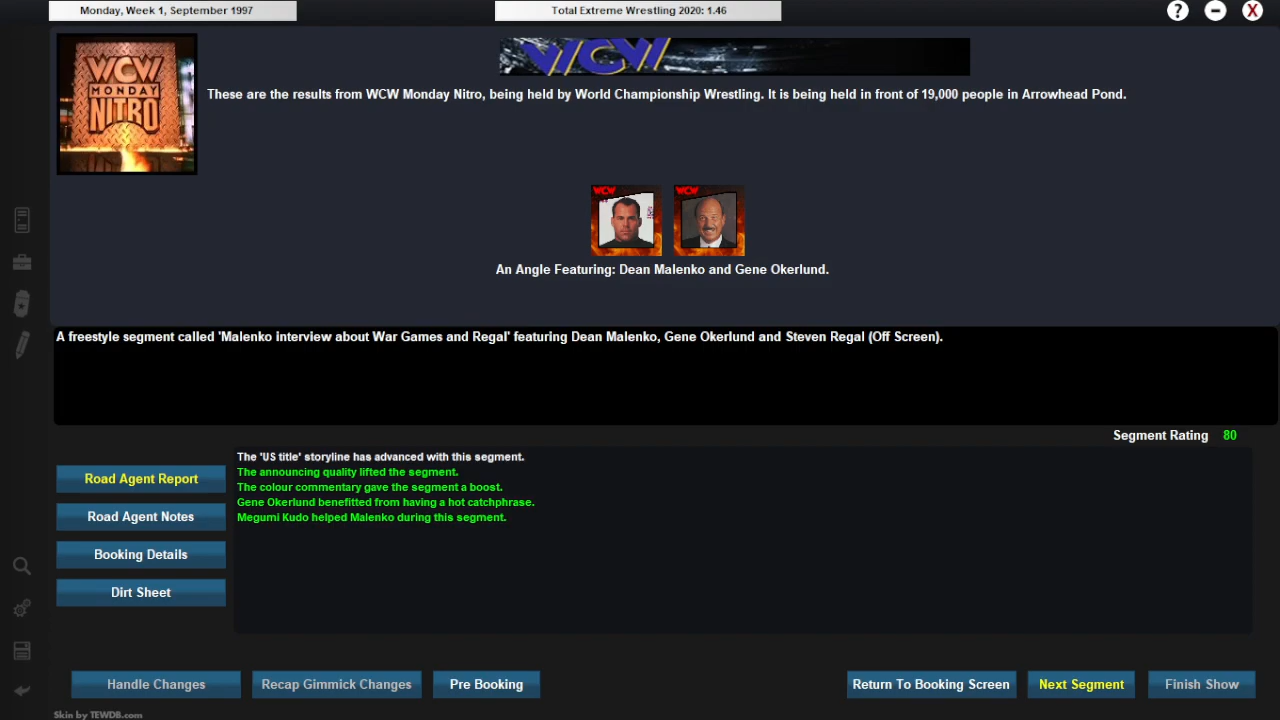 Monday, Week 1, September 1997
Total Extreme Wrestling 2020: 1.46
? - X
WCW
MONDAY
NITRO
WCW
These are the results from WCW Monday Nitro, being held by World Championship Wrestling. It is being held in front of 19,000 people in Arrowhead Pond.
WCW WCW
An Angle Featuring: Dean Malenko and Gene Okerlund.
A freestyle segment called 'Malenko interview about War Games and Regal' featuring Dean Malenko, Gene Okerlund and Steven Regal (Off Screen).
Segment Rating 80
Road Agent Report
Road Agent Notes
Booking Details
Dirt Sheet
The 'US title' storyline has advanced with this segment.
The announcing quality lifted the segment.
The colour commentary gave the segment a boost.
Gene Okerlund benefitted from having a hot catchphrase.
Megumi Kudo helped Malenko during this segment.
Handle Changes
Recap Gimmick Changes
Pre Booking
Return To Booking Screen
Next Segment
Finish Show
Skin by TEWDB.com